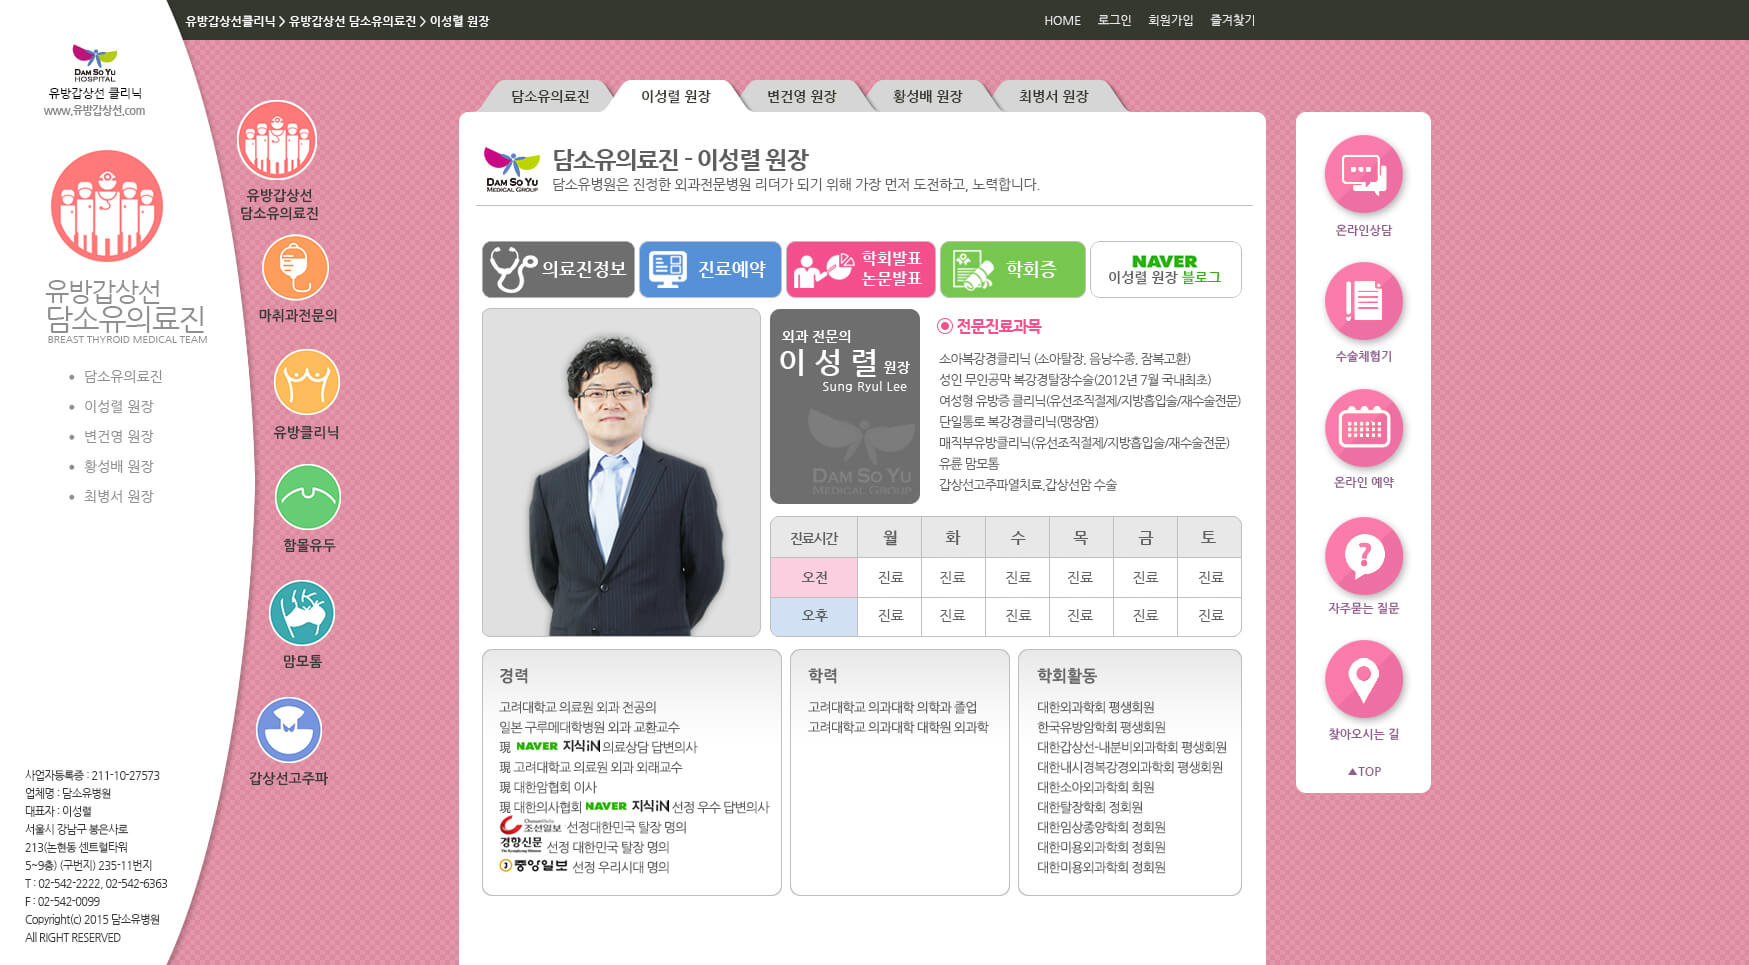 유방갑상선클리닉 > 유방갑상선 담소유의료진 > 이성렬 원장
HOME 로그인 회원가입 즐겨찾기
DAM SO YU
HOSPITAL
유방갑상선 클리닉
www.유방갑상선.com
유방갑상선
담소유의료진
BREAST THYROID MEDICAL TEAM
• 담소유의료진
• 이성렬 원장
• 변건영 원장
• 황성배 원장
• 최병서 원장
사업자등록증 : 211-10-27573
업체명 : 담소유병원
대표자 : 이성렬
서울시 강남구 봉은사로
213(논현동 센트럴타워
5~9층) (구번지) 235-11번지
T : 02-542-2222, 02-542-6363
F : 02-542-0099
Copyright(c) 2015 담소유병원
All RIGHT RESERVED
유방갑상선
담소유의료진
마취과전문의
유방클리닉
함몰유두
맘모톰
갑상선고주파
담소유의료진 이성렬 원장 변건영 원장 황성배 원장 최병서 원장
DAM SO YU
MEDICAL GROUP
담소유의료진 - 이성렬 원장
담소유병원은 진정한 외과전문병원 리더가 되기 위해 가장 먼저 도전하고, 노력합니다.
의료진정보
진료예약
학회발표
논문발표
학회증
NAVER
이성렬 원장 블로그
외과 전문의
이 성 렬 원장
Sung Ryul Lee
DAM SO YU
MEDICAL GROUP
전문진료과목
소아복강경클리닉 (소아탈장, 음낭수종, 잠복고환)
성인 무인공막 복강경탈장수술(2012년 7월 국내최초)
여성형 유방증 클리닉(유선조직절제/지방흡입술/재수술전문)
단일통로 복강경클리닉(맹장염)
매직부유방클리닉(유선조직절제/지방흡입술/재수술전문)
유륜 맘모톰
갑상선고주파열치료,갑상선암 수술
진료시간 월 화 수 목 금 토
오전 진료 진료 진료 진료 진료 진료
오후 진료 진료 진료 진료 진료 진료
경력
고려대학교 의료원 외과 전공의
일본 구루메대학병원 외과 교환교수
現 NAVER 지식iN 의료상담 답변의사
現 고려대학교 의료원 외과 외래교수
現 대한암협회 이사
現 대한의사협회 NAVER 지식iN 선정 우수 답변의사
조선일보 선정대한민국 탈장 명의
경향신문 선정 대한민국 탈장 명의
중앙일보 선정 우리시대 명의
학력
고려대학교 의과대학 의학과 졸업
고려대학교 의과대학 대학원 외과학
학회활동
대한외과학회 평생회원
한국유방암학회 평생회원
대한갑상선-내분비외과학회 평생회원
대한내시경복강경외과학회 평생회원
대한소아외과학회 회원
대한탈장학회 정회원
대한임상종양학회 정회원
대한미용외과학회 정회원
대한미용외과학회 정회원
온라인상담
수술체험기
온라인 예약
자주묻는 질문
찾아오시는 길
▲TOP